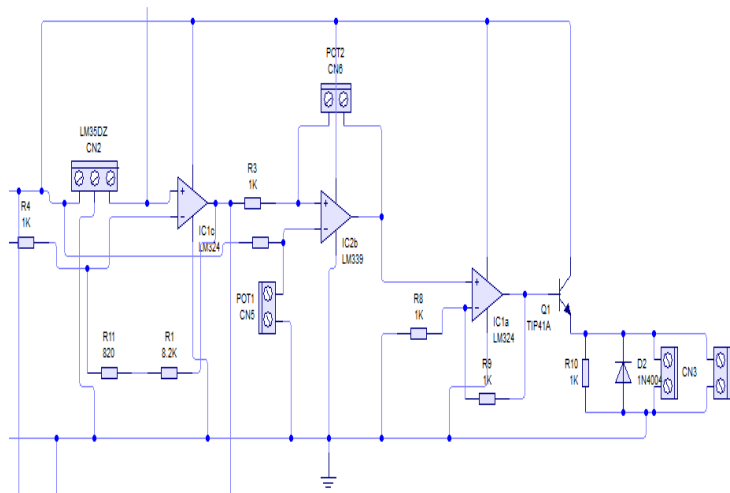 POT2
CN6
LM35DZ
CN2
R3
1K
R4
1K
IC1c
LM324
IC2b
LM339
POT1
CN5
R8
1K
IC1a
LM324
Q1
TIP41A
R11
820
R1
8.2K
R9
1K
R10
1K
D2
1N4004
CN3
+
-
+
-
+
-